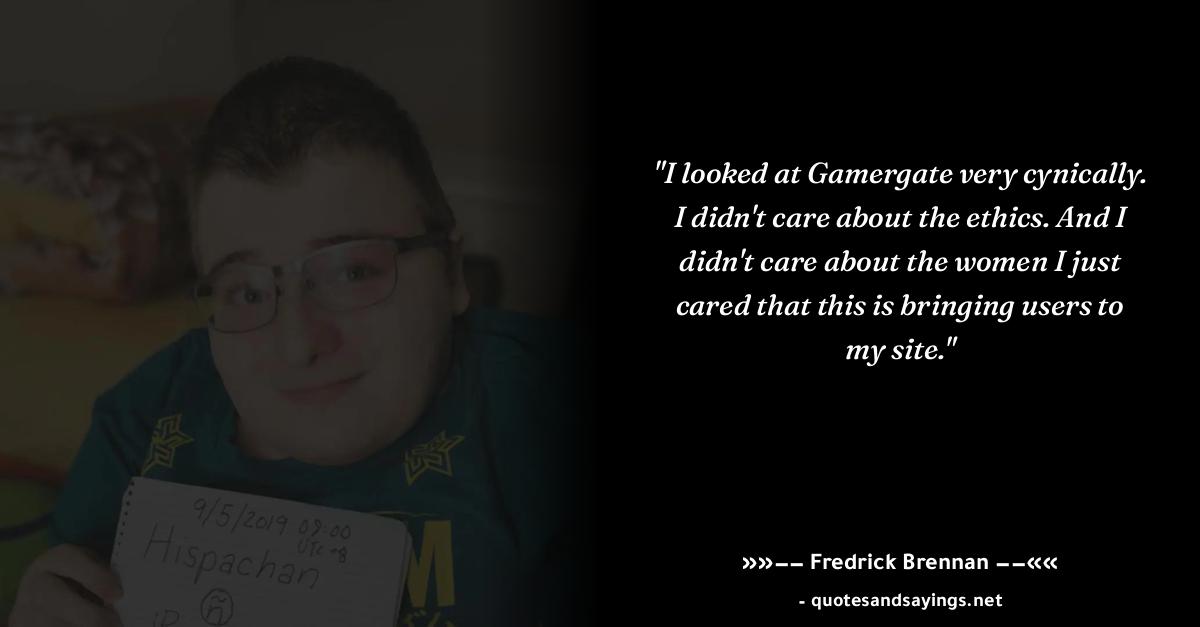 "I looked at Gamergate very cynically.
I didn't care about the ethics. And I
didn't care about the women I just
cared that this is bringing users to
my site."
»»–– Fredrick Brennan ––««
- quotesandsayings.net
9/5/2019 09:00
UTC +8
Hispachan
ñ
M